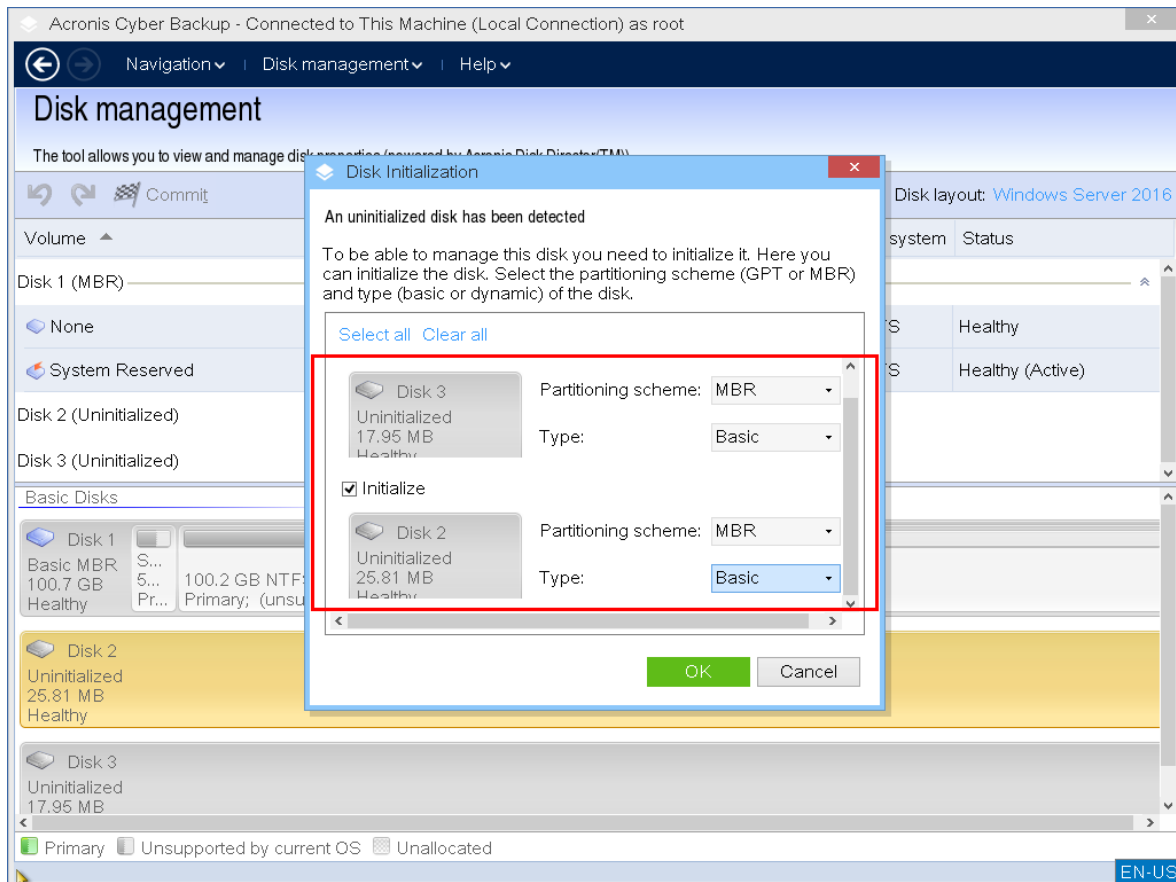 Acronis Cyber Backup - Connected to This Machine (Local Connection) as root
Navigation Disk management Help
Disk management
The tool allows you to view and manage disk properties (powered by Acronis Disk Director(TM))
Commit
Disk layout: Windows Server 2016
Volume
system Status
Disk 1 (MBR)
None
S Healthy
System Reserved
S Healthy (Active)
Disk 2 (Uninitialized)
Disk 3 (Uninitialized)
Disk Initialization
An uninitialized disk has been detected
To be able to manage this disk you need to initialize it. Here you
can initialize the disk. Select the partitioning scheme (GPT or MBR)
and type (basic or dynamic) of the disk.
Select all Clear all
Disk 3
Uninitialized
17.95 MB
Healthy
Partitioning scheme: MBR
Type: Basic
Initialize
Disk 2
Uninitialized
25.81 MB
Healthy
Partitioning scheme: MBR
Type: Basic
OK Cancel
Basic Disks
Disk 1
Basic MBR
100.7 GB
Healthy
S...
5...
Pr...
100.2 GB NTF
Primary; (unsu
Disk 2
Uninitialized
25.81 MB
Healthy
Disk 3
Uninitialized
17.95 MB
Primary Unsupported by current OS Unallocated
EN-US